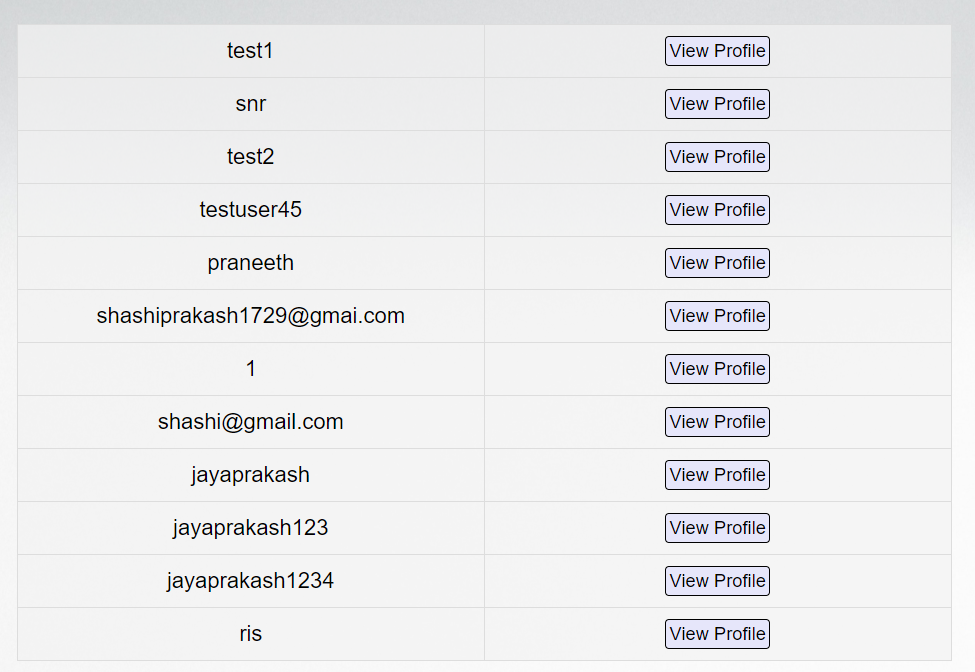 test1 View Profile
snr View Profile
test2 View Profile
testuser45 View Profile
praneeth View Profile
shashiprakash1729@gmai.com View Profile
1 View Profile
shashi@gmail.com View Profile
jayaprakash View Profile
jayaprakash123 View Profile
jayaprakash1234 View Profile
ris View Profile